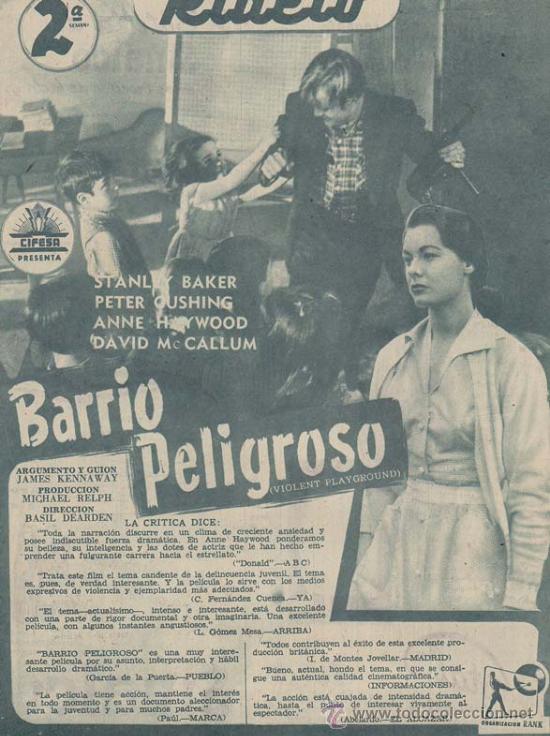 2ª
SEMANA
CIFESA
PRESENTA
STANLEY BAKER
PETER CUSHING
ANNE HAYWOOD
DAVID McCALLUM
Barrio
Peligroso
(VIOLENT PLAYGROUND)
ARGUMENTO Y GUION
JAMES KENNAWAY
PRODUCCION
MICHAEL RELPH
DIRECCION
BASIL DEARDEN
LA CRITICA DICE:
"Toda la narración discurre en un clima de creciente ansiedad y
posee indiscutible fuerza dramática. En Anne Haywood ponderamos
su belleza, su inteligencia y las dotes de actriz que le han hecho em-
prender una fulgurante carrera hacia el estrellato."
("Donald".—A B C)
"Trata este film el tema candente de la delincuencia juvenil. El tema
es, pues, de verdad interesante. Y la película lo sirve con los medios
expresivos de violencia y ejemplaridad más adecuados."
(C. Fernández Cuenca.—YA)
"El tema—actualísimo—, intenso e interesante, está desarrollado
con una parte de rigor documental y otra imaginaria. Una excelente
película, con algunos instantes angustiosos."
(L. Gómes Mesa.—ARRIBA)
"BARRIO PELIGROSO" es una muy intere-
sante película por su asunto, interpretación y hábil
desarrollo dramático."
(García de la Puerta.—PUEBLO)
"La película tiene acción, mantiene el interés
en todo momento y es un documento aleccionador
para la juventud y para muchos padres."
(Paúl.—MARCA)
"Todos contribuyen al éxito de esta excelente pro-
ducción británica."
(I. de Montes Jovellar.—MADRID)
"Bueno, actual, hondo el tema, en que se consi-
gue una auténtica calidad cinematográfica."
(INFORMACIONES)
"La acción está cuajada de intensidad dramá-
tica, hasta el punto de interesar vivamente al
espectador."
ORGANIZACION RANK
www.todocoleccion.net